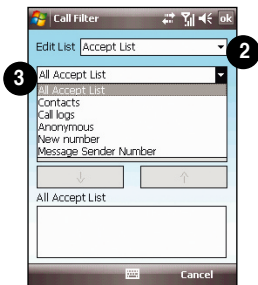 Call Filter
ok
Edit List
Accept List
2
3
All Accept List
All Accept List
Contacts
Call logs
Anonymous
New number
Message Sender Number
All Accept List
Cancel